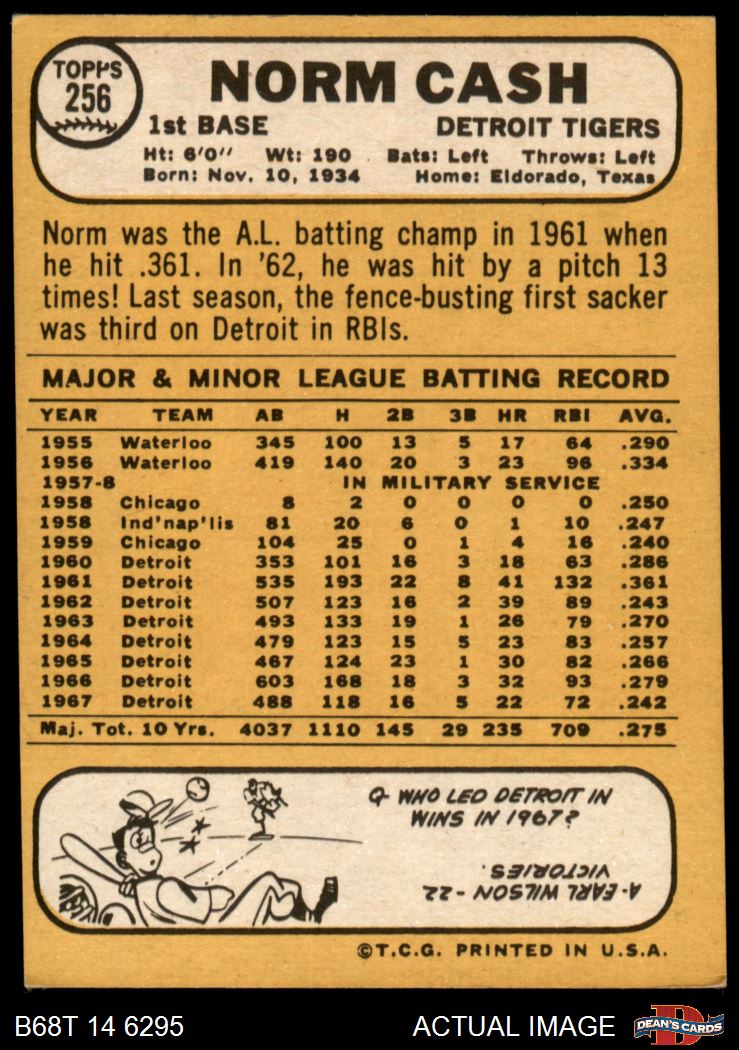 TOPPS
256
NORM CASH
1st BASE DETROIT TIGERS
Ht: 6'0" Wt: 190 Bats: Left Throws: Left
Born: Nov. 10, 1934 Home: Eldorado, Texas
Norm was the A.L. batting champ in 1961 when
he hit .361. In '62, he was hit by a pitch 13
times! Last season, the fence-busting first sacker
was third on Detroit in RBIs.
MAJOR & MINOR LEAGUE BATTING RECORD
YEAR TEAM AB H 2B 3B HR RBI AVG.
1955 Waterloo 345 100 13 5 17 64 .290
1956 Waterloo 419 140 20 3 23 96 .334
1957-8 IN MILITARY SERVICE
1958 Chicago 8 2 0 0 0 0 .250
1958 Ind'nap'lis 81 20 6 0 1 10 .247
1959 Chicago 104 25 0 1 4 16 .240
1960 Detroit 353 101 16 3 18 63 .286
1961 Detroit 535 193 22 8 41 132 .361
1962 Detroit 507 123 16 2 39 89 .243
1963 Detroit 493 133 19 1 26 79 .270
1964 Detroit 479 123 15 5 23 83 .257
1965 Detroit 467 124 23 1 30 82 .266
1966 Detroit 603 168 18 3 32 93 .279
1967 Detroit 488 118 16 5 22 72 .242
Maj. Tot. 10 Yrs. 4037 1110 145 29 235 709 .275
Q- WHO LED DETROIT IN
WINS IN 1967?
A- EARL WILSON - 22
VICTORIES.
©T.C.G. PRINTED IN U.S.A.
B68T 14 6295 ACTUAL IMAGE
D
DEAN'S CARDS